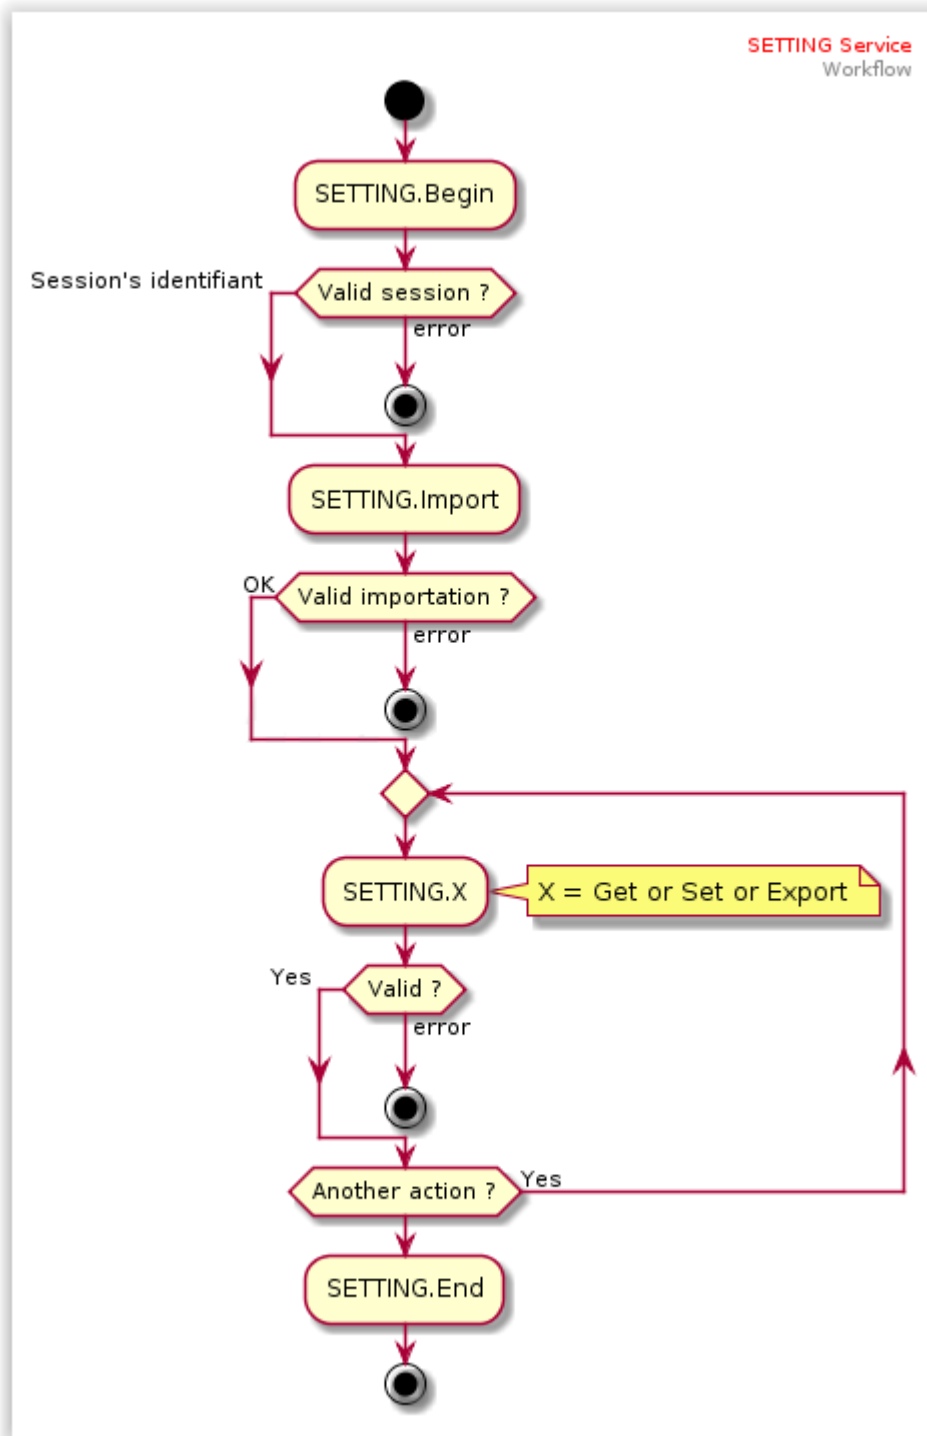 SETTING Service
Workflow
SETTING.Begin
Session's identifiant
Valid session ?
error
SETTING.Import
OK
Valid importation ?
error
SETTING.X
X = Get or Set or Export
Yes
Valid ?
error
Another action ?
Yes
SETTING.End